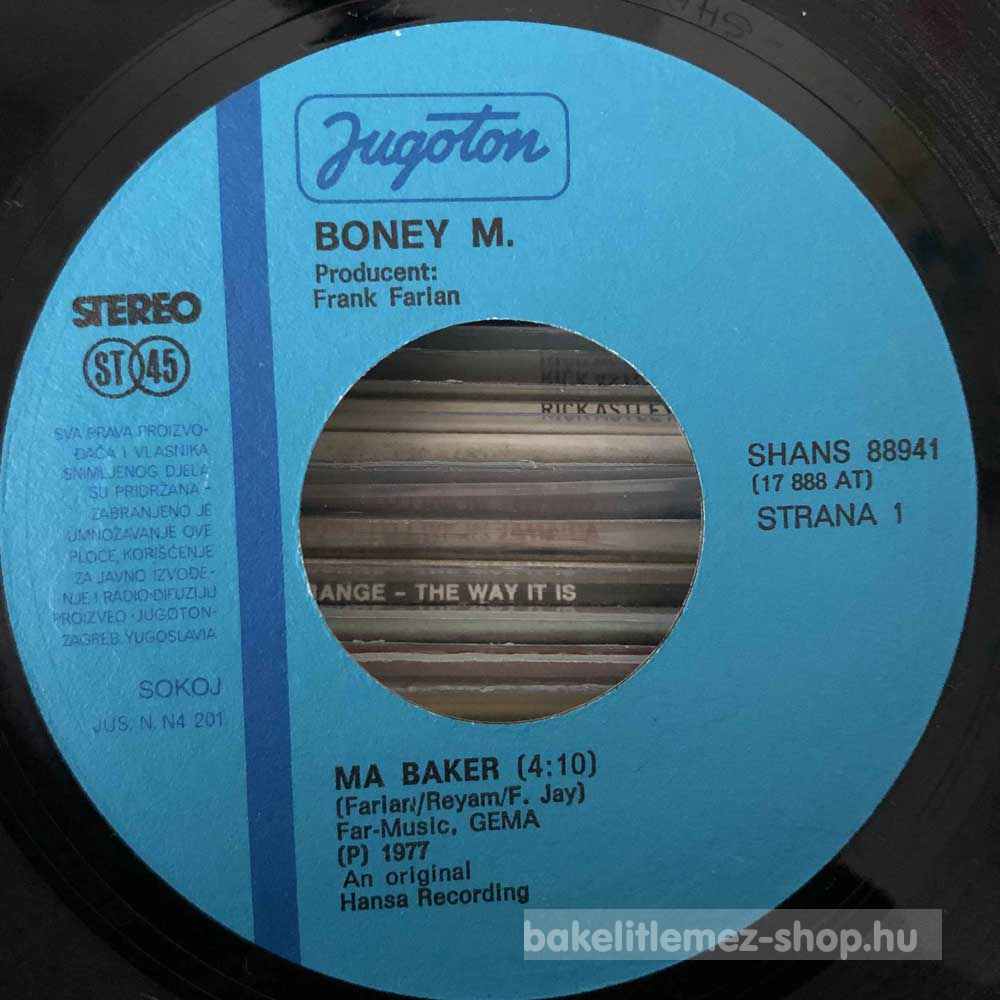 Jugoton
BONEY M.
Producent:
Frank Farian
STEREO
ST 45
SVA PRAVA PROIZVO-
ĐAČA I VLASNIKA
SNIMLJENOG DJELA
SU PRIDRŽANA -
ZABRANJENO JE
UMNOŽAVANJE OVE
PLOČE, KORIŠĆENJE
ZA JAVNO IZVOĐE-
NJE I RADIO-DIFUZIJU
PROIZVEO - JUGOTON-
ZAGREB, YUGOSLAVIA
SOKOJ
JUS. N. N4 201
SHANS 88941
(17 888 AT)
STRANA 1
RICK ASTLEY
ANGE – THE WAY IT IS
MA BAKER (4:10)
(Farian/Reyam/F. Jay)
Far-Music, GEMA
(P) 1977
An original
Hansa Recording
bakelitlemez-shop.hu